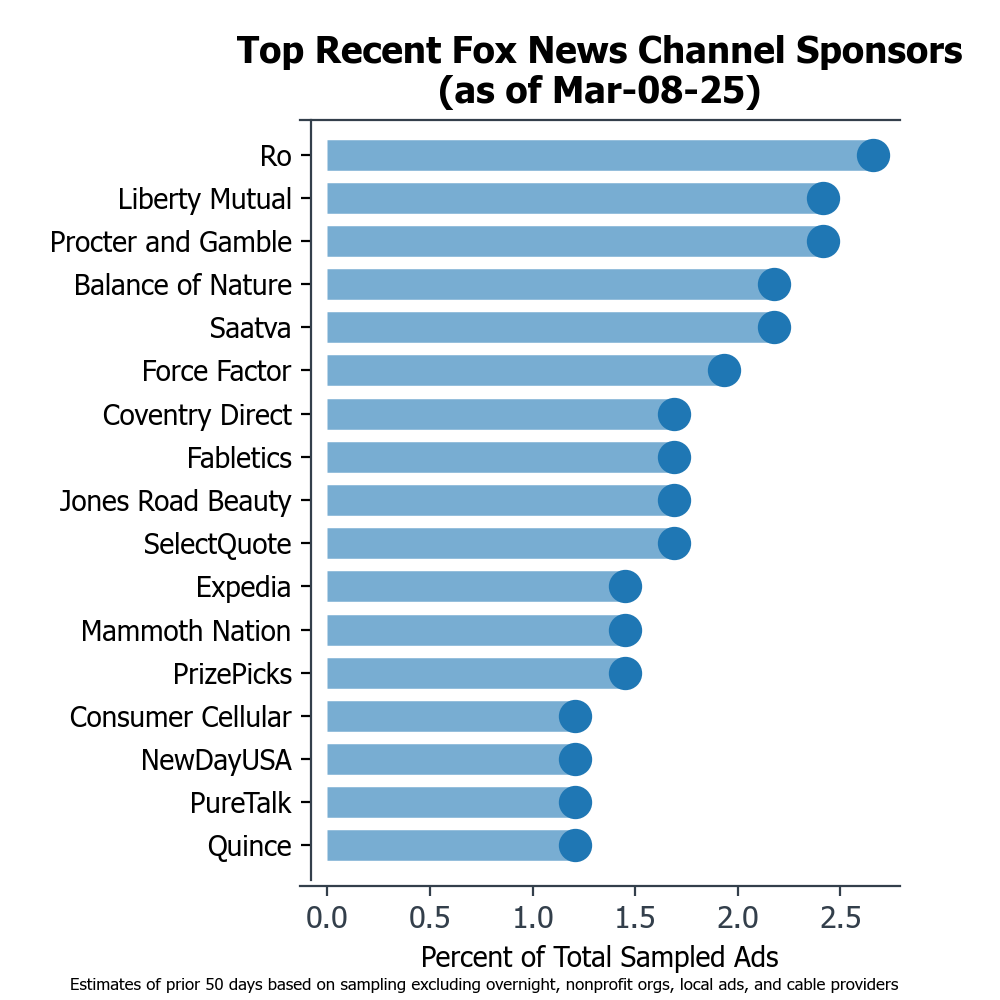 Top Recent Fox News Channel Sponsors
(as of Mar-08-25)
Ro
Liberty Mutual
Procter and Gamble
Balance of Nature
Saatva
Force Factor
Coventry Direct
Fabletics
Jones Road Beauty
SelectQuote
Expedia
Mammoth Nation
PrizePicks
Consumer Cellular
NewDayUSA
PureTalk
Quince
0.0 0.5 1.0 1.5 2.0 2.5
Percent of Total Sampled Ads
Estimates of prior 50 days based on sampling excluding overnight, nonprofit orgs, local ads, and cable providers